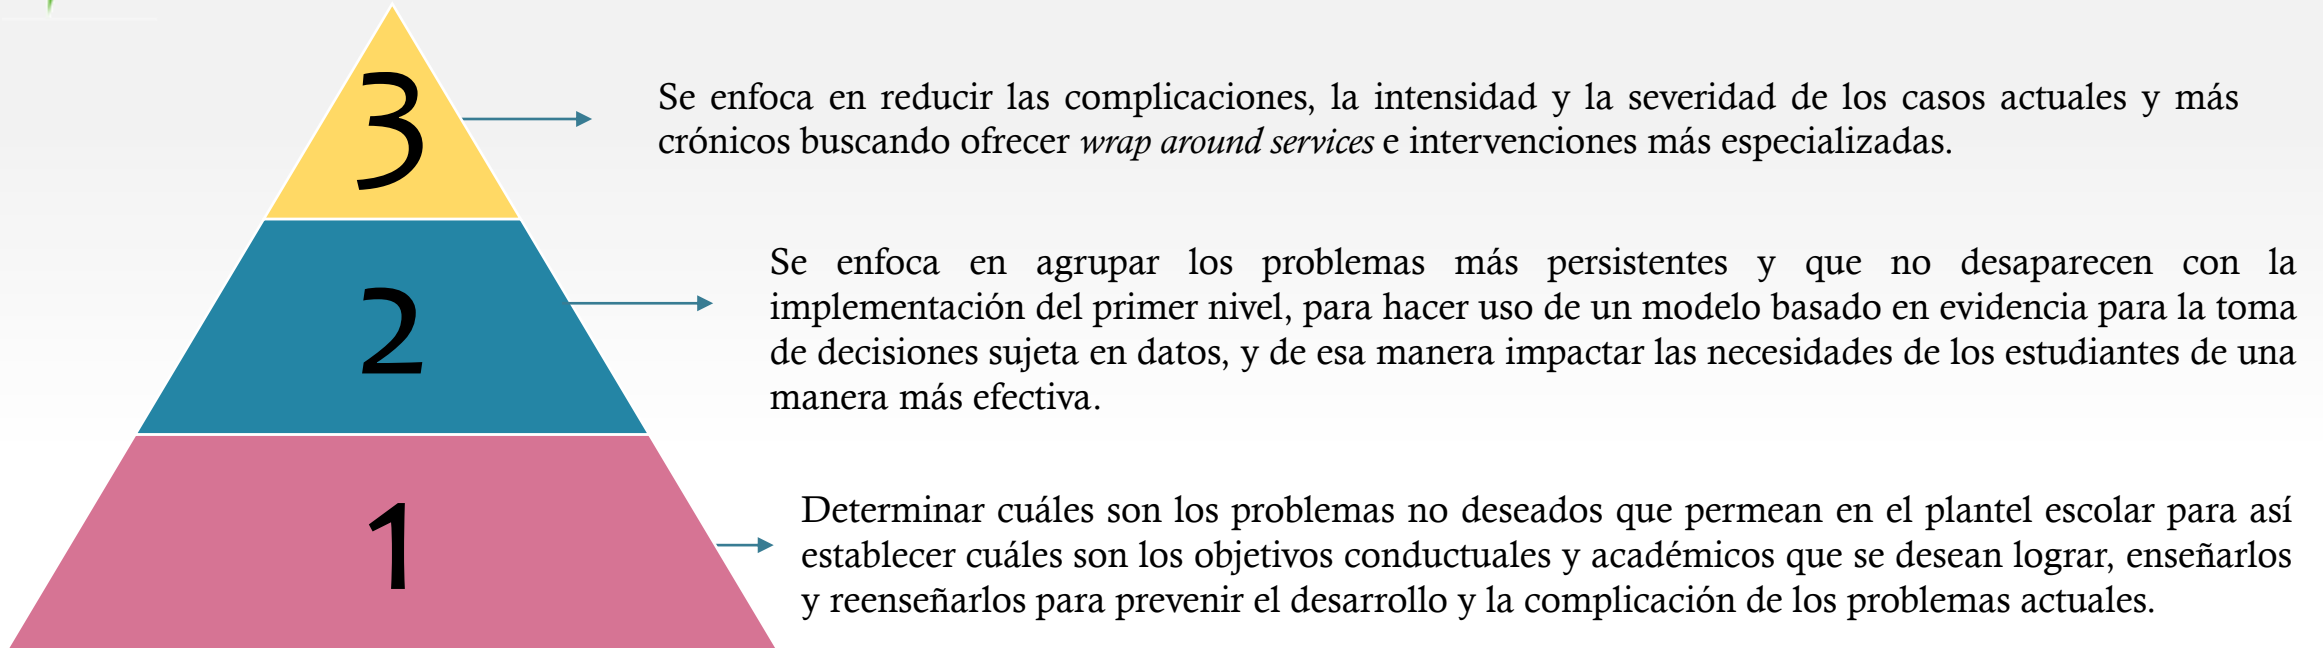 3
Se enfoca en reducir las complicaciones, la intensidad y la severidad de los casos actuales y más
crónicos buscando ofrecer wrap around services e intervenciones más especializadas.
2
Se enfoca en agrupar los problemas más persistentes y que no desaparecen con la
implementación del primer nivel, para hacer uso de un modelo basado en evidencia para la toma
de decisiones sujeta en datos, y de esa manera impactar las necesidades de los estudiantes de una
manera más efectiva.
1
Determinar cuáles son los problemas no deseados que permean en el plantel escolar para así
establecer cuáles son los objetivos conductuales y académicos que se desean lograr, enseñarlos
y reenseñarlos para prevenir el desarrollo y la complicación de los problemas actuales.